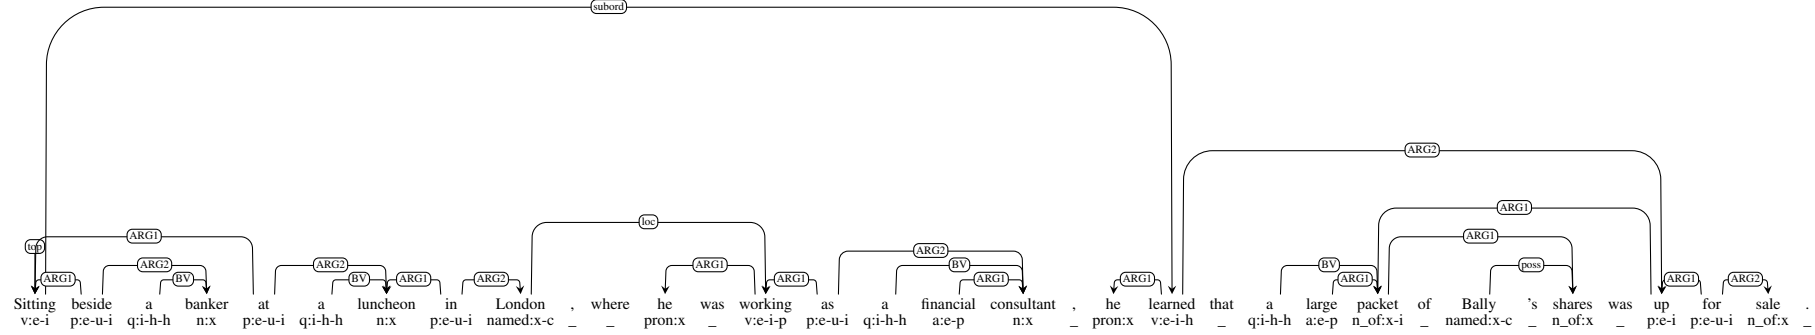 subord
ARG2
loc ARG1
top ARG1 ARG2 ARG1
ARG2 ARG2 ARG1 BV poss
ARG1 BV BV ARG1 ARG2 ARG1 BV ARG1 ARG1 ARG1 ARG1 ARG2
Sitting beside a banker at a luncheon in London , where he was working as a financial consultant , he learned that a large packet of Bally 's shares was up for sale .
v:e-i p:e-u-i q:i-h-h n:x p:e-u-i q:i-h-h n:x p:e-u-i named:x-c _ _ pron:x _ v:e-i-p p:e-u-i q:i-h-h a:e-p n:x _ pron:x v:e-i-h _ q:i-h-h a:e-p n_of:x-i _ named:x-c _ n_of:x _ p:e-i p:e-u-i n_of:x _